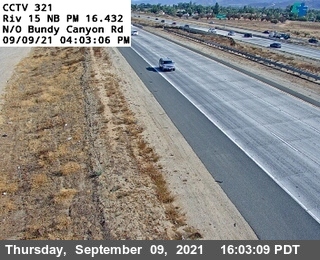 CCTV 321
Riv 15 NB PM 16.432
N/O Bundy Canyon Rd
09/09/21 04:03:06 PM
Thursday, September 09, 2021 16:03:09 PDT